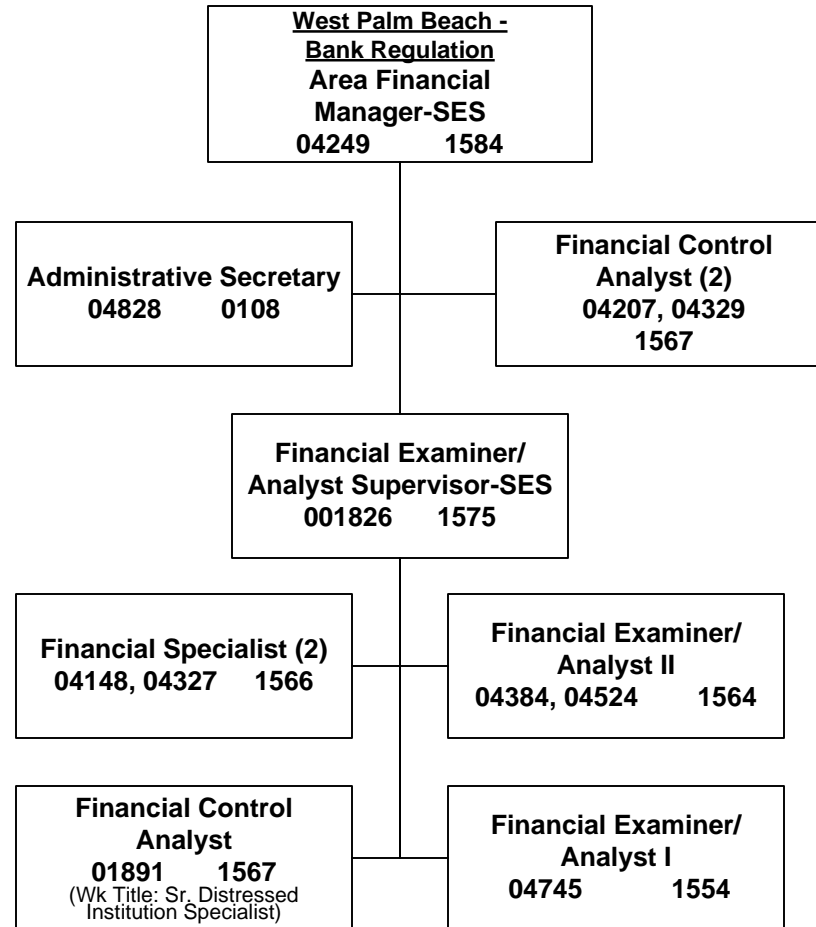 West Palm Beach -
Bank Regulation
Area Financial
Manager-SES
04249 1584
Administrative Secretary
04828 0108
Financial Control
Analyst (2)
04207, 04329
1567
Financial Examiner/
Analyst Supervisor-SES
001826 1575
Financial Specialist (2)
04148, 04327 1566
Financial Examiner/
Analyst II
04384, 04524 1564
Financial Control
Analyst
01891 1567
(Wk Title: Sr. Distressed
Institution Specialist)
Financial Examiner/
Analyst I
04745 1554